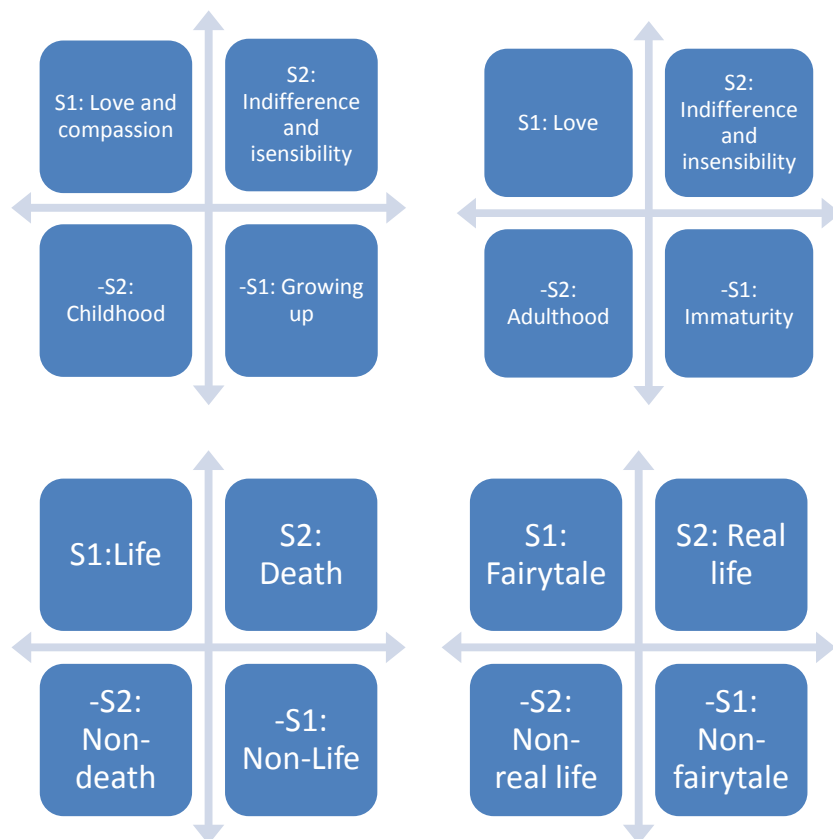 S1: Love and
compassion
S2:
Indifference
and
isensibility
-S2:
Childhood
-S1: Growing
up
S1: Love
S2:
Indifference
and
insensibility
-S2:
Adulthood
-S1:
Immaturity
S1:Life
S2:
Death
-S2:
Non-
death
-S1:
Non-Life
S1:
Fairytale
S2: Real
life
-S2:
Non-
real life
-S1:
Non-
fairytale